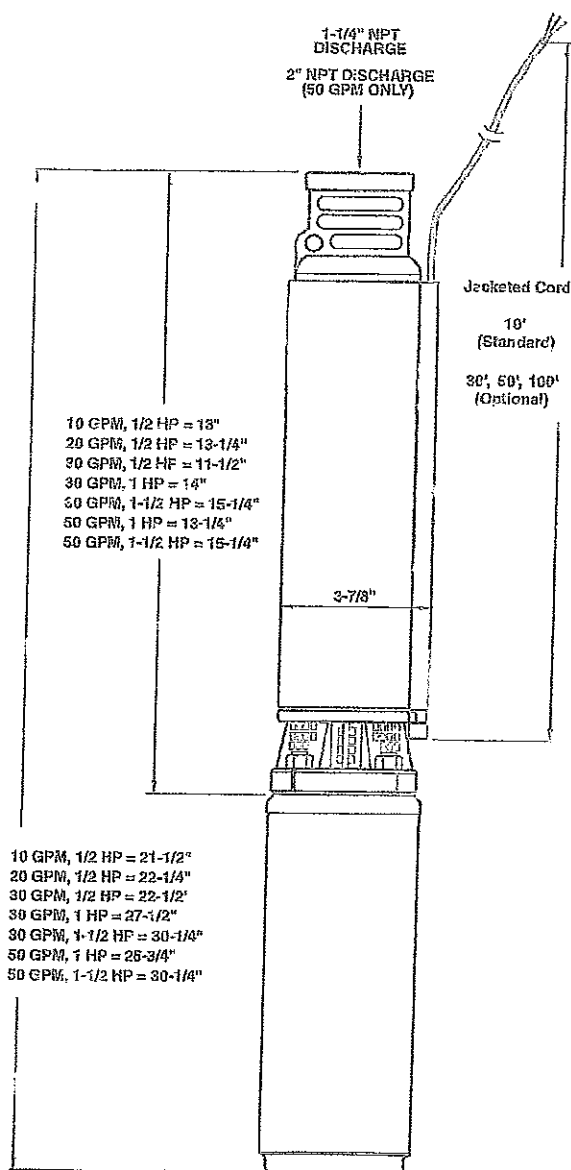 1-1/4" NPT
DISCHARGE
2" NPT DISCHARGE
(50 GPM ONLY)
Jacketed Cord
10'
(Standard)
30', 50', 100'
(Optional)
10 GPM, 1/2 HP = 13"
20 GPM, 1/2 HP = 13-1/4"
30 GPM, 1/2 HP = 11-1/2"
30 GPM, 1 HP = 14"
30 GPM, 1-1/2 HP = 15-1/4"
50 GPM, 1 HP = 13-1/4"
50 GPM, 1-1/2 HP = 15-1/4"
3-7/8"
10 GPM, 1/2 HP = 21-1/2"
20 GPM, 1/2 HP = 22-1/4"
30 GPM, 1/2 HP = 22-1/2'
30 GPM, 1 HP = 27-1/2"
30 GPM, 1-1/2 HP = 30-1/4"
50 GPM, 1 HP = 26-3/4"
50 GPM, 1-1/2 HP = 30-1/4"